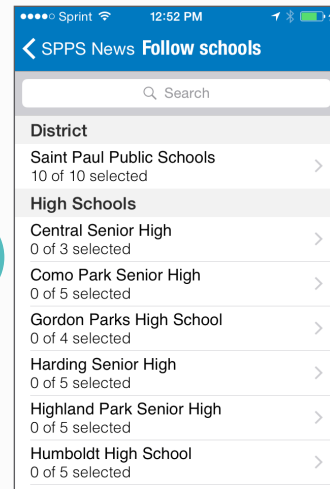 Sprint 12:52 PM
SPPS News Follow schools
Search
District
Saint Paul Public Schools
10 of 10 selected
High Schools
Central Senior High
0 of 3 selected
Como Park Senior High
0 of 5 selected
Gordon Parks High School
0 of 4 selected
Harding Senior High
0 of 5 selected
Highland Park Senior High
0 of 5 selected
Humboldt High School
0 of 5 selected